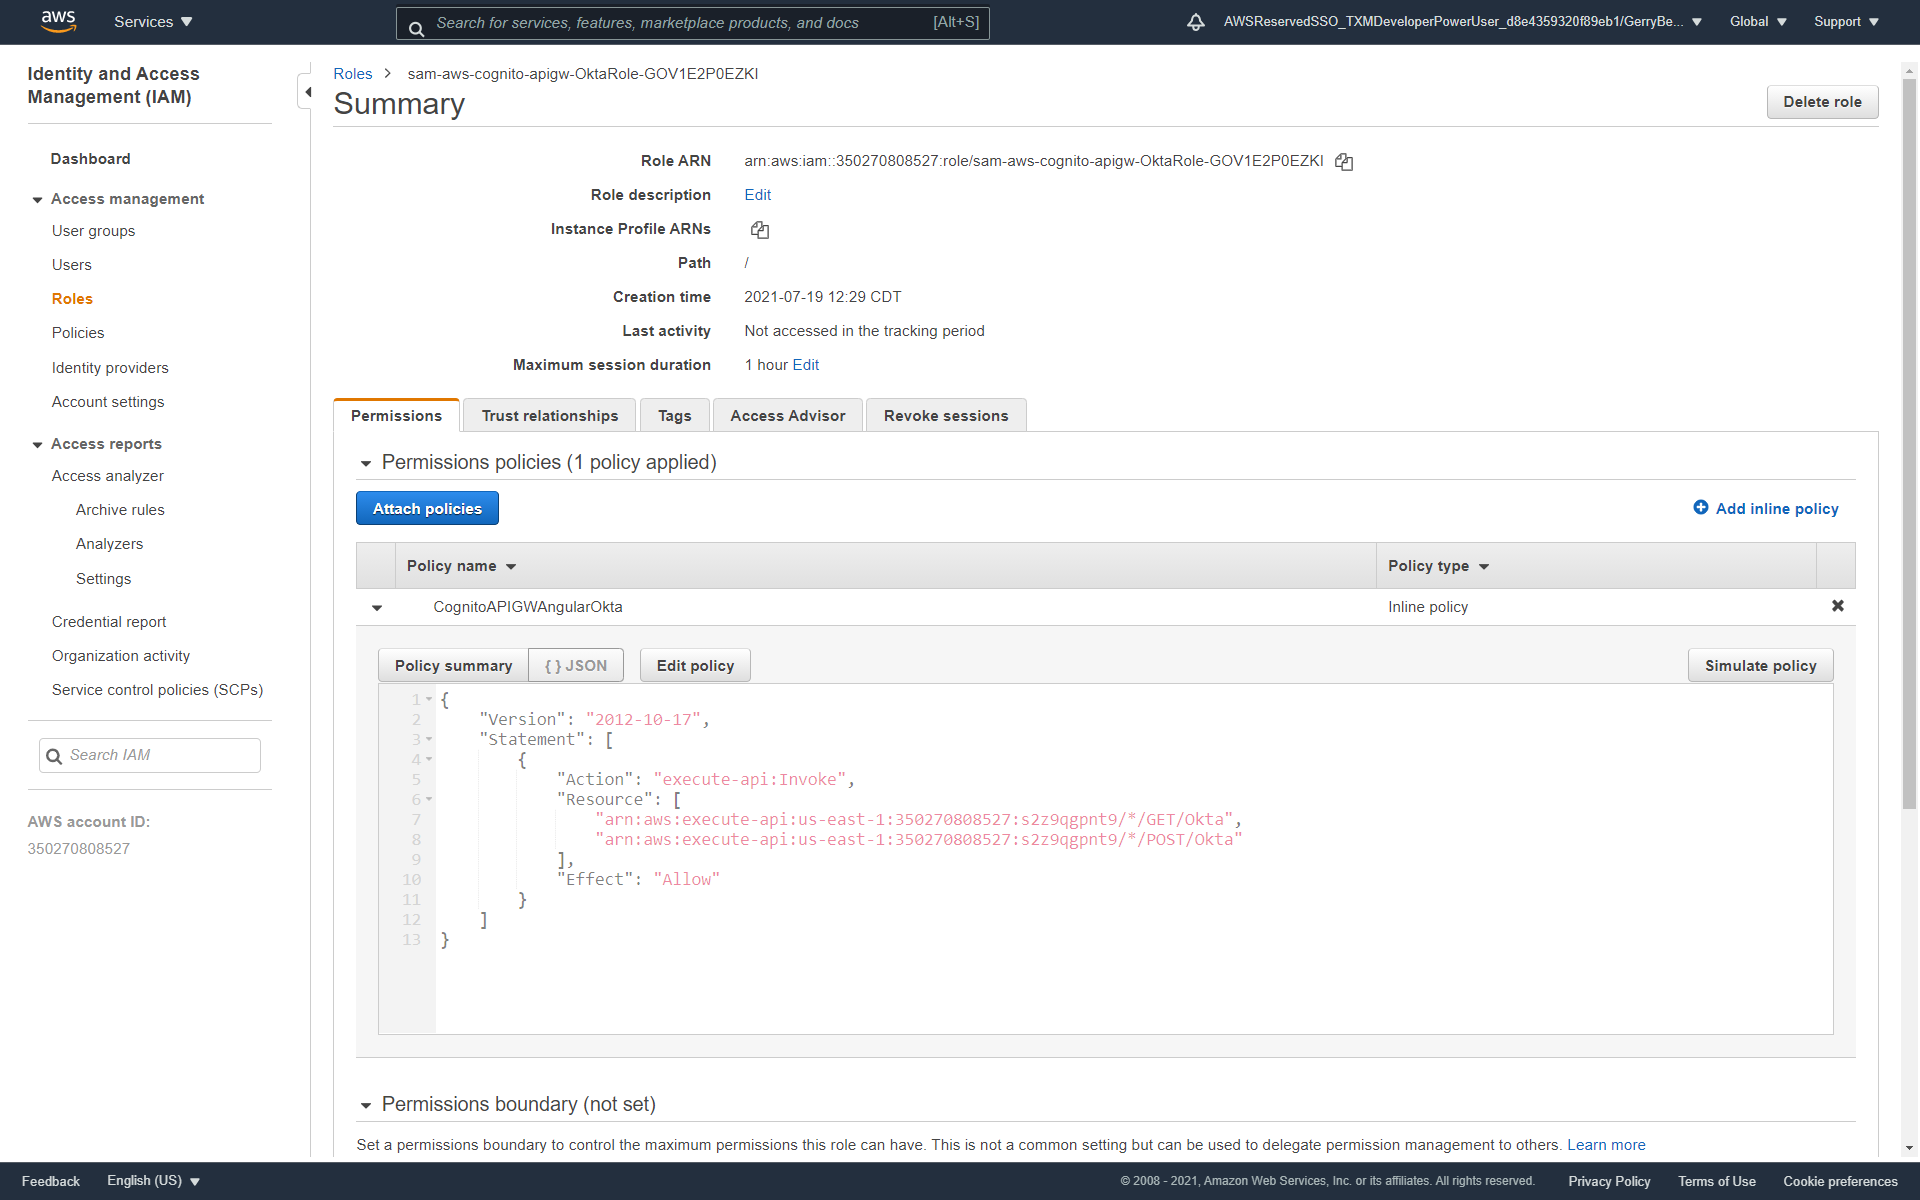 aws
Services
Search for services, features, marketplace products, and docs [Alt+S]
AWSReservedSSO_TXMDeveloperPowerUser_d8e4359320f89eb1/GerryBe...
Global
Support
Identity and Access
Management (IAM)
Dashboard
Access management
User groups
Users
Roles
Policies
Identity providers
Account settings
Access reports
Access analyzer
Archive rules
Analyzers
Settings
Credential report
Organization activity
Service control policies (SCPs)
Search IAM
AWS account ID:
350270808527
Roles > sam-aws-cognito-apigw-OktaRole-GOV1E2P0EZKI
Summary
Delete role
Role ARN arn:aws:iam::350270808527:role/sam-aws-cognito-apigw-OktaRole-GOV1E2P0EZKI
Role description Edit
Instance Profile ARNs
Path /
Creation time 2021-07-19 12:29 CDT
Last activity Not accessed in the tracking period
Maximum session duration 1 hour Edit
Permissions
Trust relationships
Tags
Access Advisor
Revoke sessions
Permissions policies (1 policy applied)
Attach policies
Add inline policy
Policy name Policy type
CognitoAPIGWAngularOkta Inline policy
Policy summary { } JSON Edit policy Simulate policy
1 {
2 "Version": "2012-10-17",
3 "Statement": [
4 {
5 "Action": "execute-api:Invoke",
6 "Resource": [
7 "arn:aws:execute-api:us-east-1:350270808527:s2z9qgpnt9/*/GET/Okta",
8 "arn:aws:execute-api:us-east-1:350270808527:s2z9qgpnt9/*/POST/Okta"
9 ],
10 "Effect": "Allow"
11 }
12 ]
13 }
Permissions boundary (not set)
Set a permissions boundary to control the maximum permissions this role can have. This is not a common setting but can be used to delegate permission management to others. Learn more
Feedback English (US) © 2008 - 2021, Amazon Web Services, Inc. or its affiliates. All rights reserved. Privacy Policy Terms of Use Cookie preferences